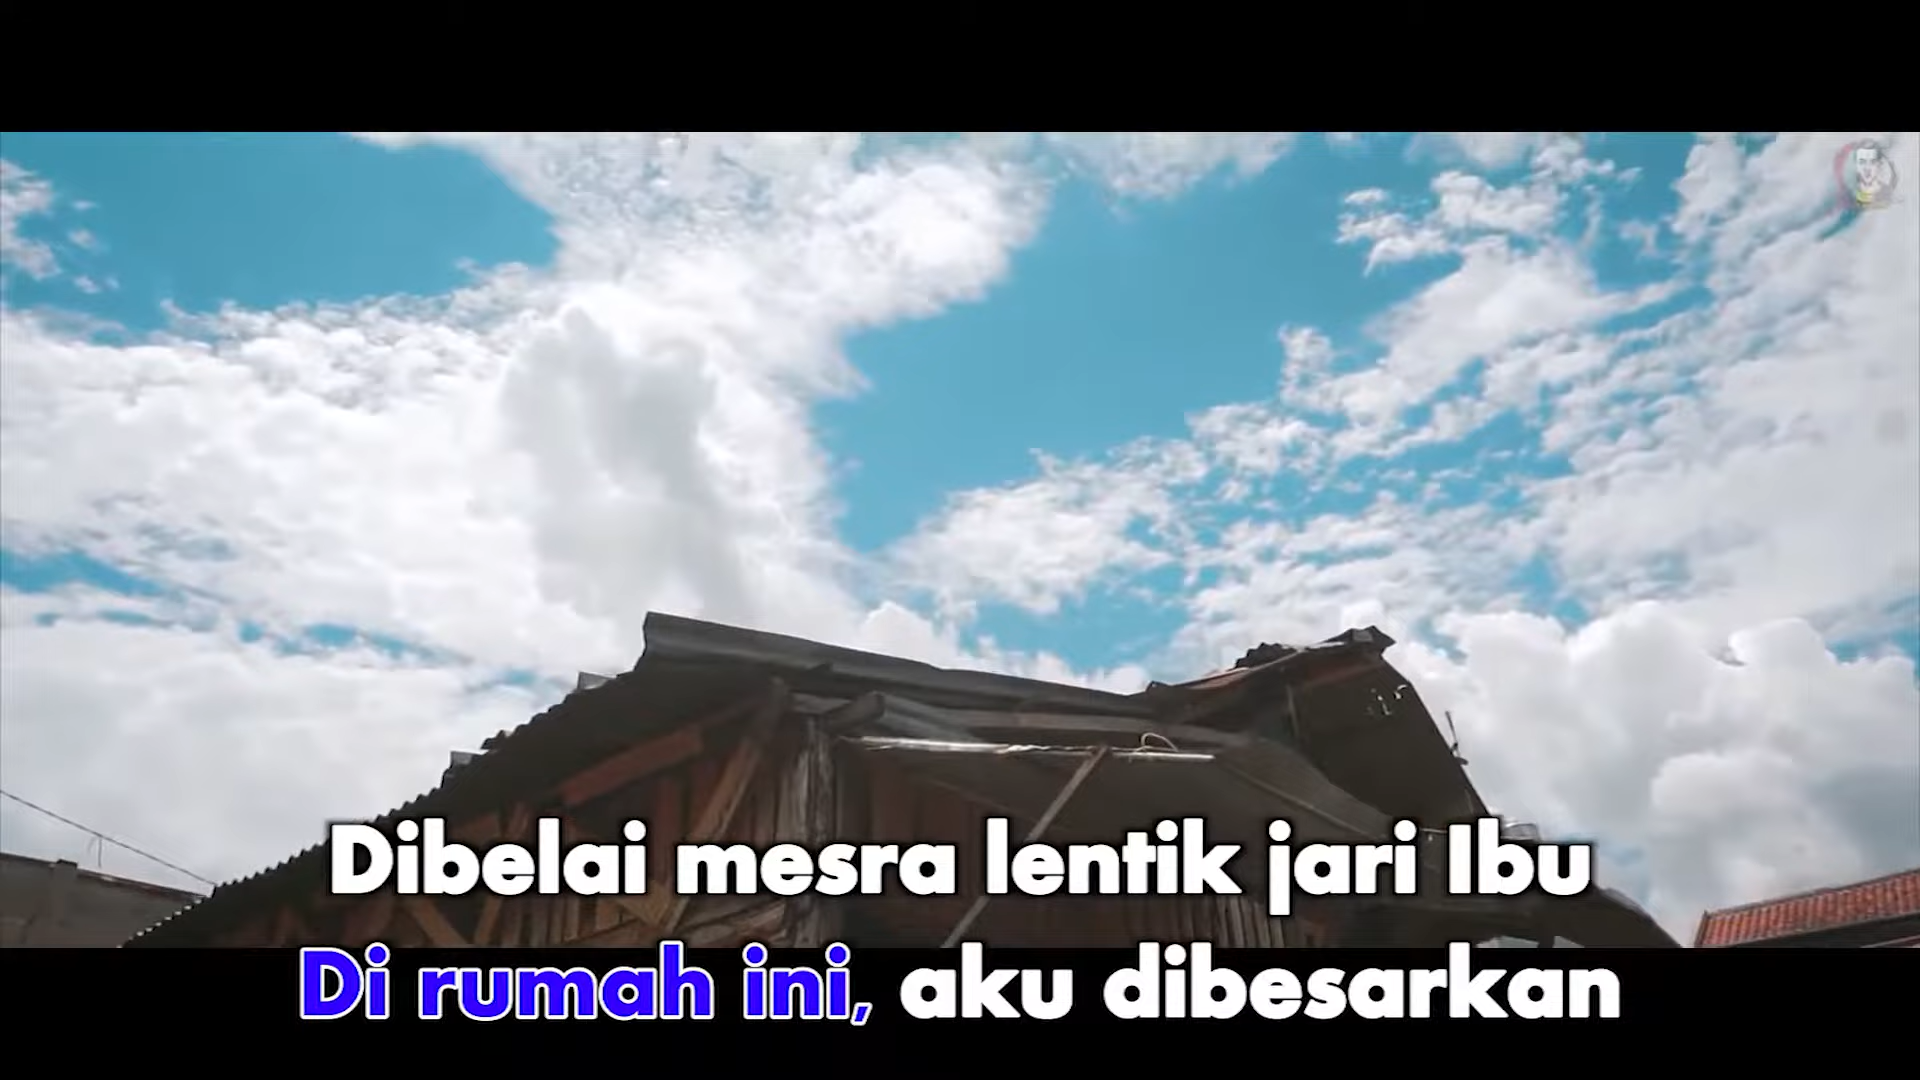 Dibelai mesra lentik jari Ibu
Di rumah ini, aku dibesarkan